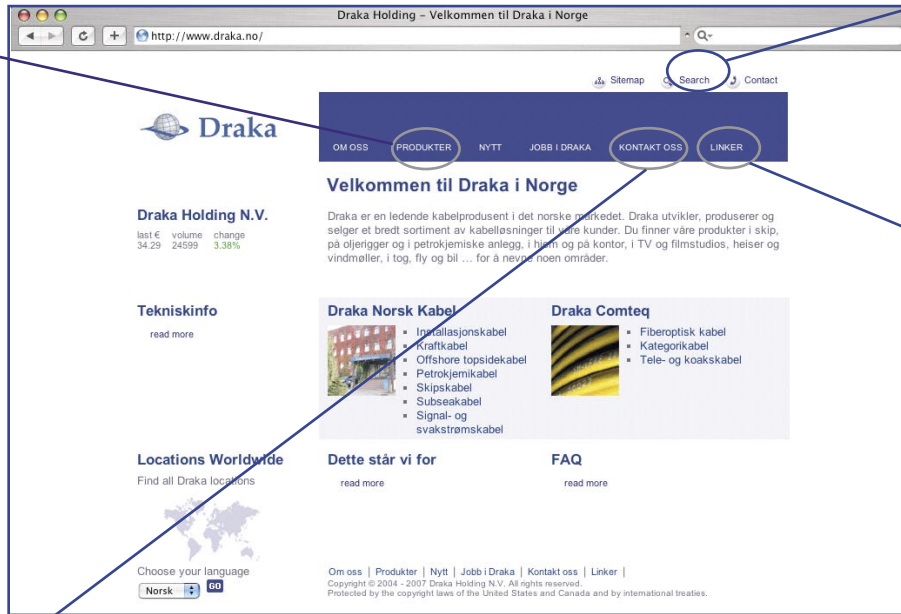 Draka Holding – Velkommen til Draka i Norge
http://www.draka.no/
Sitemap Search Contact
Draka
OM OSS PRODUKTER NYTT JOBB I DRAKA KONTAKT OSS LINKER
Velkommen til Draka i Norge
Draka Holding N.V.
last € volume change
34.29 24599 3.38%
Draka er en ledende kabelprodusent i det norske markedet. Draka utvikler, produserer og
selger et bredt sortiment av kabelløsninger til våre kunder. Du finner våre produkter i skip,
på oljerigger og i petrokjemiske anlegg, i hjem og på kontor, i TV og filmstudios, heiser og
vindmøller, i tog, fly og bil … for å nevne noen områder.
Tekniskinfo
read more
Draka Norsk Kabel
Installasjonskabel
Kraftkabel
Offshore topsidekabel
Petrokjemikabel
Skipskabel
Subseakabel
Signal- og
svakstrømskabel
Draka Comteq
Fiberoptisk kabel
Kategorikabel
Tele- og koakskabel
Locations Worldwide
Find all Draka locations
Dette står vi for
read more
FAQ
read more
Choose your language
Norsk GO
Om oss | Produkter | Nytt | Jobb i Draka | Kontakt oss | Linker |
Copyright © 2004 - 2007 Draka Holding N.V. All rights reserved.
Protected by the copyright laws of the United States and Canada and by international treaties.